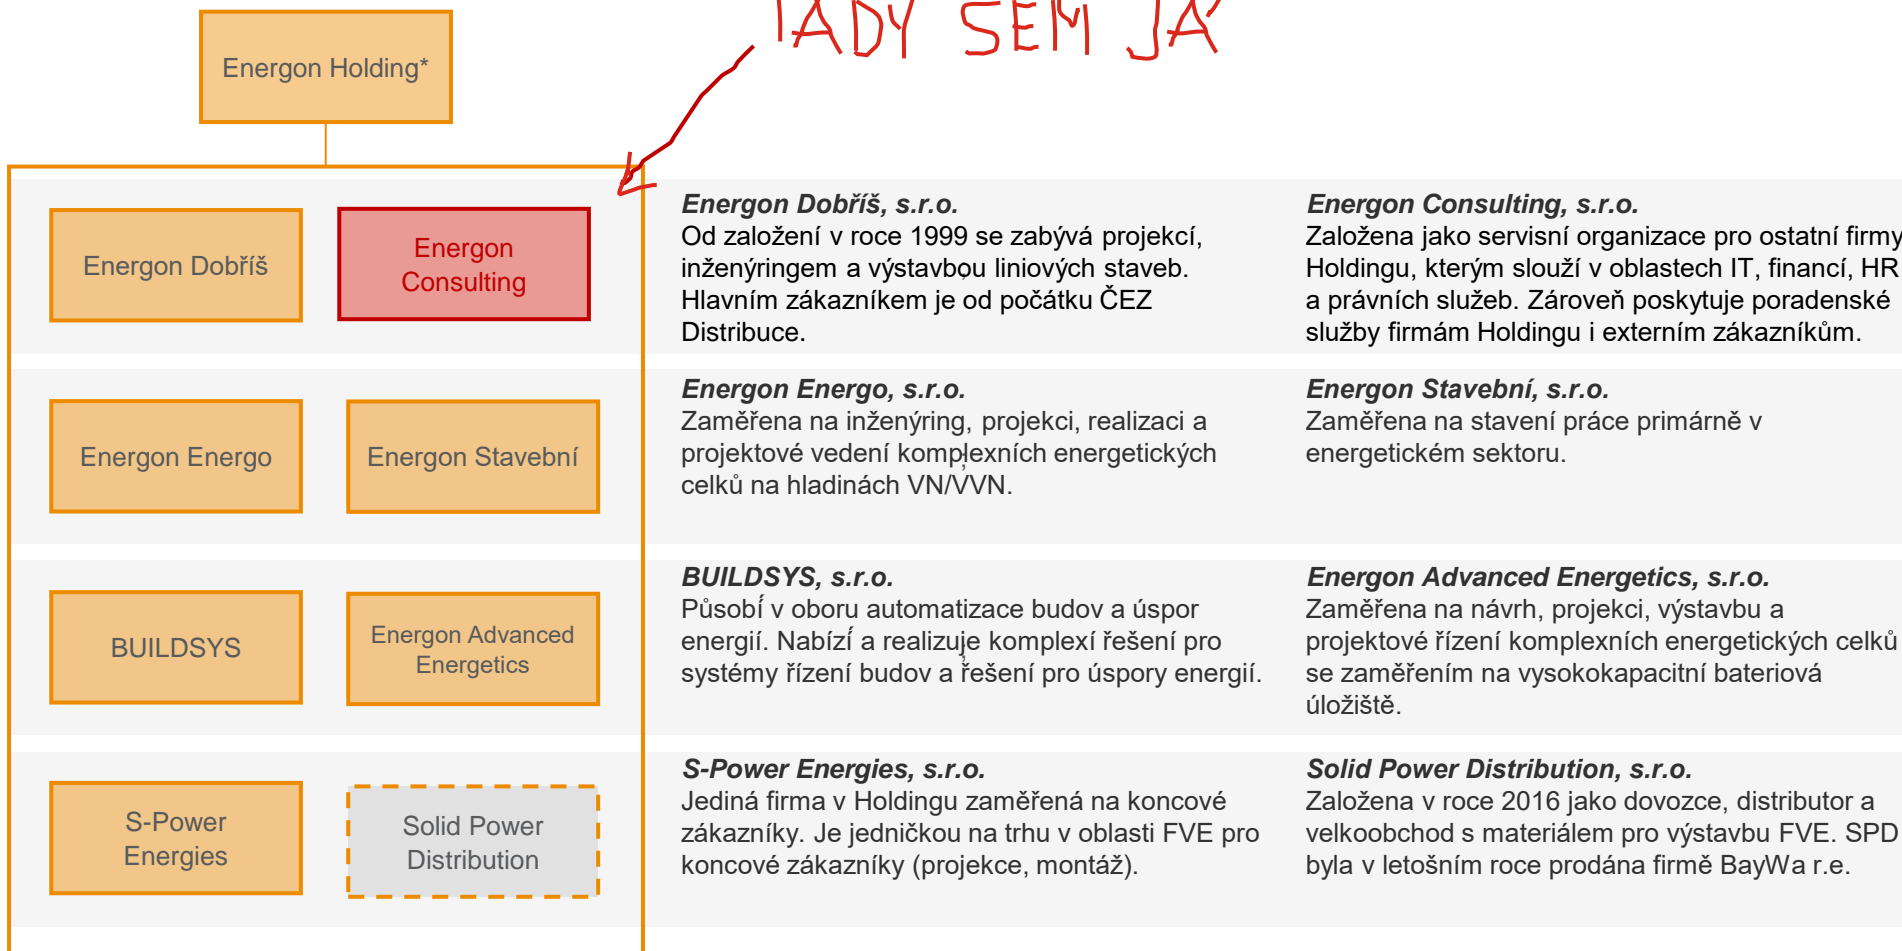 TADY SEM JÁ
Energon Holding*
Energon Dobříš
Energon
Consulting
Energon Dobříš, s.r.o.
Od založení v roce 1999 se zabývá projekcí,
inženýringem a výstavbou liniových staveb.
Hlavním zákazníkem je od počátku ČEZ
Distribuce.
Energon Consulting, s.r.o.
Založena jako servisní organizace pro ostatní firmy
Holdingu, kterým slouží v oblastech IT, financí, HR
a právních služeb. Zároveň poskytuje poradenské
služby firmám Holdingu i externím zákazníkům.
Energon Energo
Energon Stavební
Energon Energo, s.r.o.
Zaměřena na inženýring, projekci, realizaci a
projektové vedení komplexních energetických
celků na hladinách VN/VVN.
Energon Stavební, s.r.o.
Zaměřena na stavení práce primárně v
energetickém sektoru.
BUILDSYS
Energon Advanced
Energetics
BUILDSYS, s.r.o.
Působí v oboru automatizace budov a úspor
energií. Nabízí a realizuje komplexí řešení pro
systémy řízení budov a řešení pro úspory energií.
Energon Advanced Energetics, s.r.o.
Zaměřena na návrh, projekci, výstavbu a
projektové řízení komplexních energetických celků
se zaměřením na vysokokapacitní bateriová
úložiště.
S-Power
Energies
Solid Power
Distribution
S-Power Energies, s.r.o.
Jediná firma v Holdingu zaměřená na koncové
zákazníky. Je jedničkou na trhu v oblasti FVE pro
koncové zákazníky (projekce, montáž).
Solid Power Distribution, s.r.o.
Založena v roce 2016 jako dovozce, distributor a
velkoobchod s materiálem pro výstavbu FVE. SPD
byla v letošním roce prodána firmě BayWa r.e.